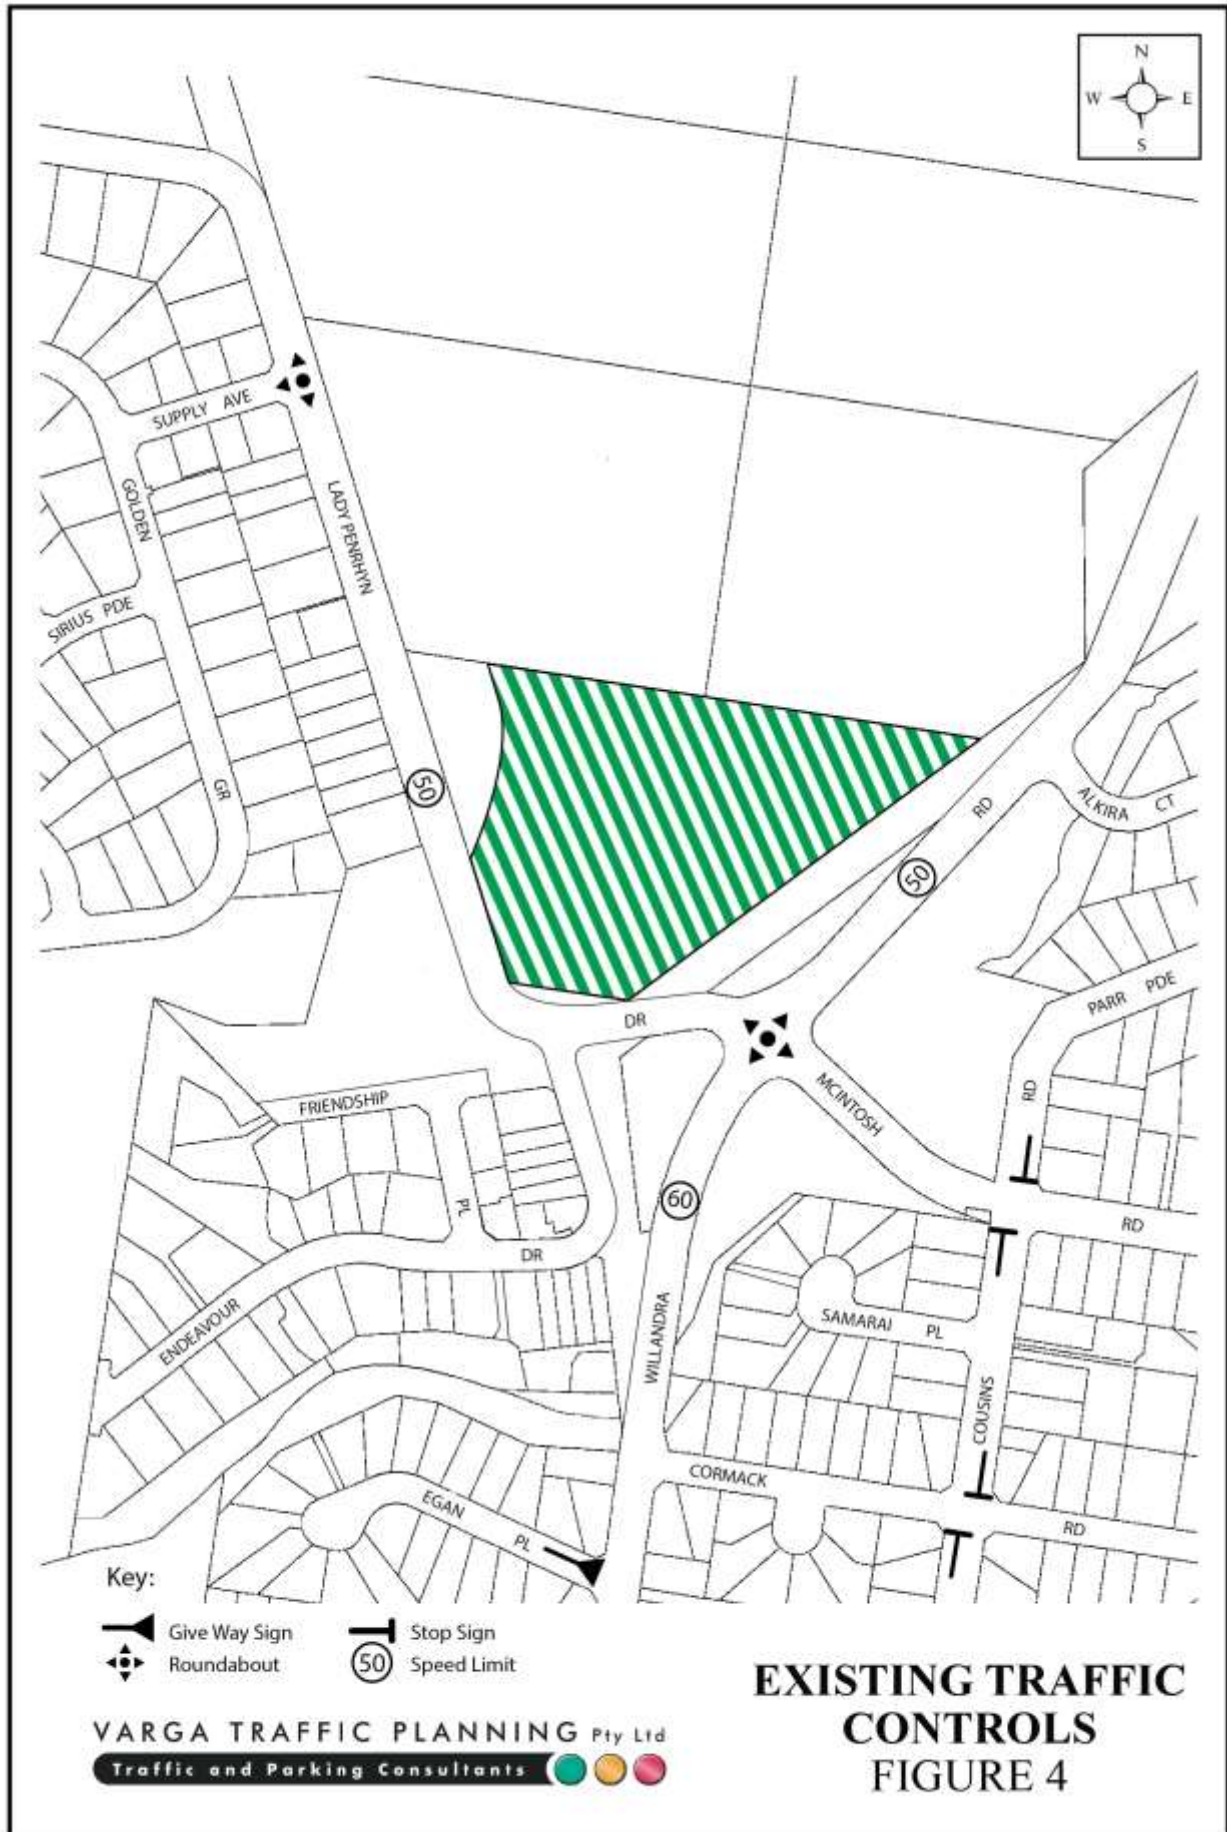 N
W E
S
SUPPLY AVE
GOLDEN
LADY PENRHYN
SIRIUS PDE
GR
50
RD
ALKIRA CT
50
PARR PDE
DR
MCINTOSH
RD
FRIENDSHIP
PL
60
RD
DR
ENDEAVOUR
WILLANDRA
SAMARAI PL
COUSINS
CORMACK
RD
EGAN PL
Key:
Give Way Sign
Stop Sign
Roundabout
50 Speed Limit
EXISTING TRAFFIC
CONTROLS
FIGURE 4
VARGA TRAFFIC PLANNING Pty Ltd
Traffic and Parking Consultants